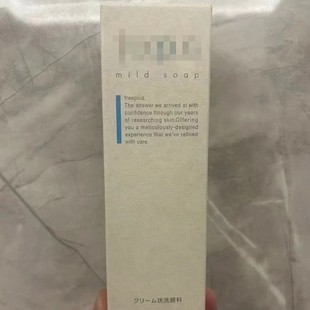 mild soap
freeplus.
The answer we arrived at with
confidence through our years
of researching skin.Offering
you a meticulously-designed
experience that we've refined
with care.
クリーム状洗顔料